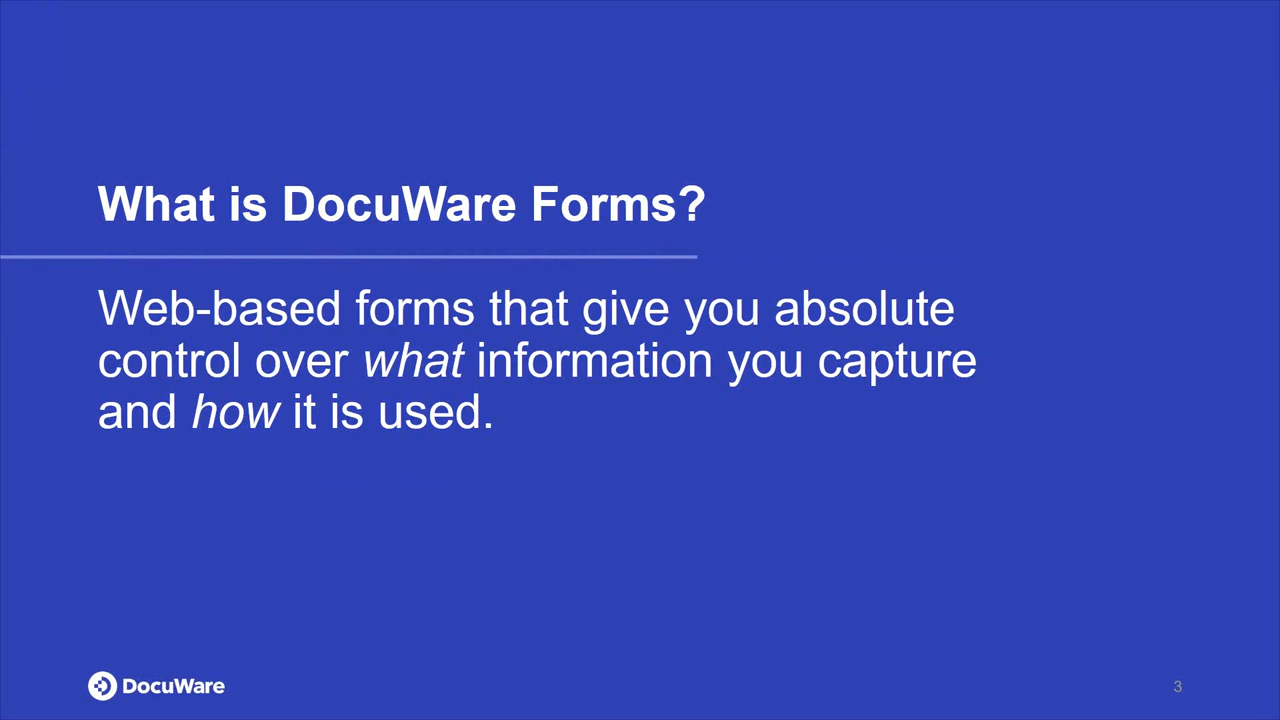 What is DocuWare Forms?
Web-based forms that give you absolute
control over what information you capture
and how it is used.
DocuWare
3